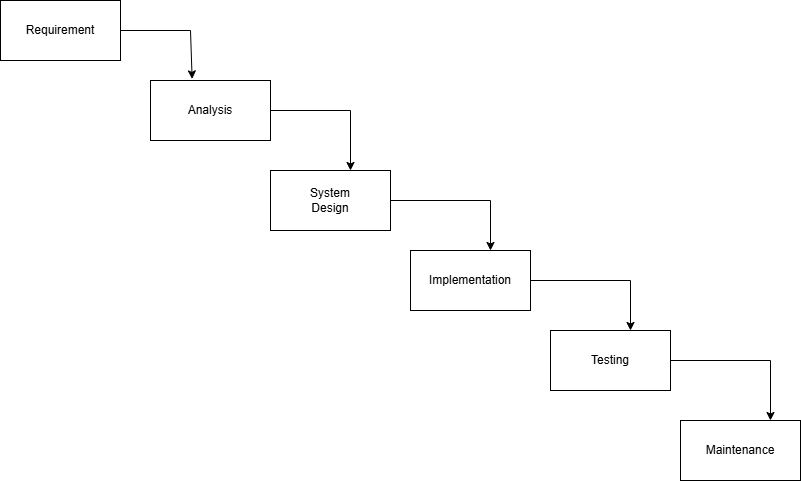 Requirement
Analysis
System
Design
Implementation
Testing
Maintenance